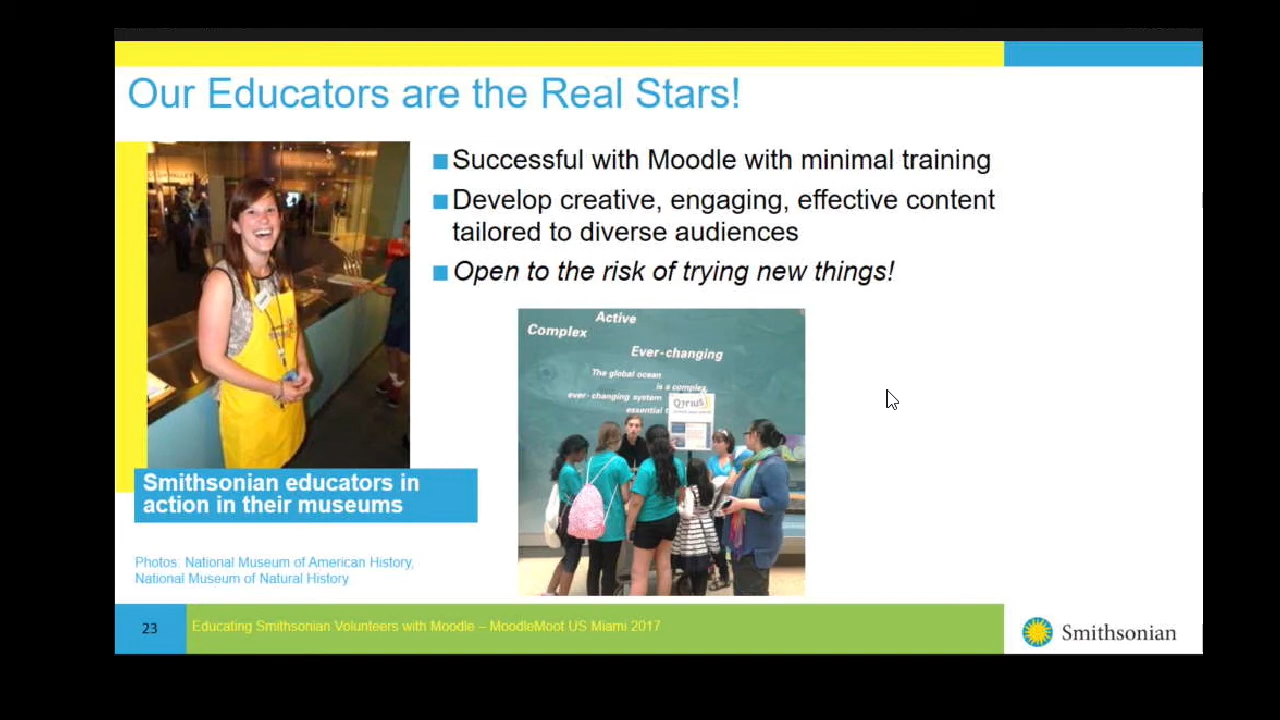 Our Educators are the Real Stars!
Successful with Moodle with minimal training
Develop creative, engaging, effective content
tailored to diverse audiences
Open to the risk of trying new things!
Active
Complex
Ever-changing
The global ocean
is a complex,
ever-changing system
essential
Q?rius
Smithsonian educators in
action in their museums
Photos: National Museum of American History,
National Museum of Natural History
23
Educating Smithsonian Volunteers with Moodle – MoodleMoot US Miami 2017
Smithsonian